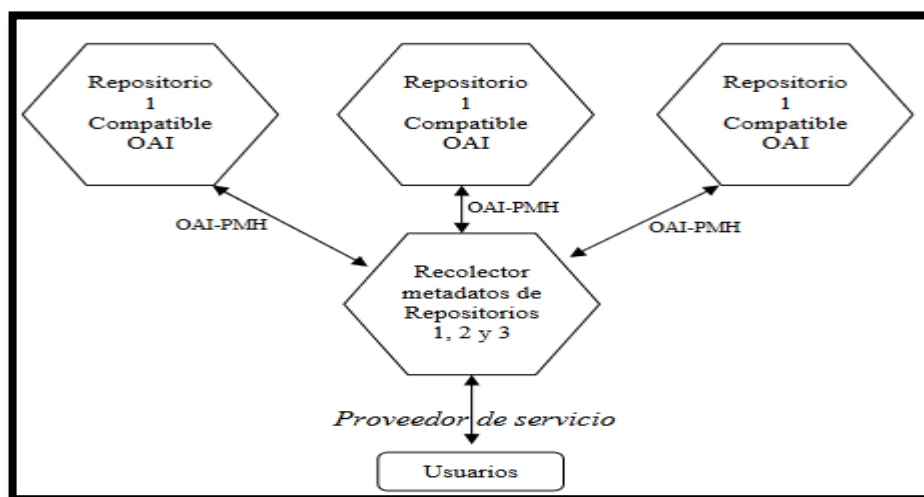 Repositorio
1
Compatible
OAI
Repositorio
1
Compatible
OAI
Repositorio
1
Compatible
OAI
OAI-PMH
OAI-PMH
OAI-PMH
Recolector
metadatos de
Repositorios
1, 2 y 3
Proveedor de servicio
Usuarios